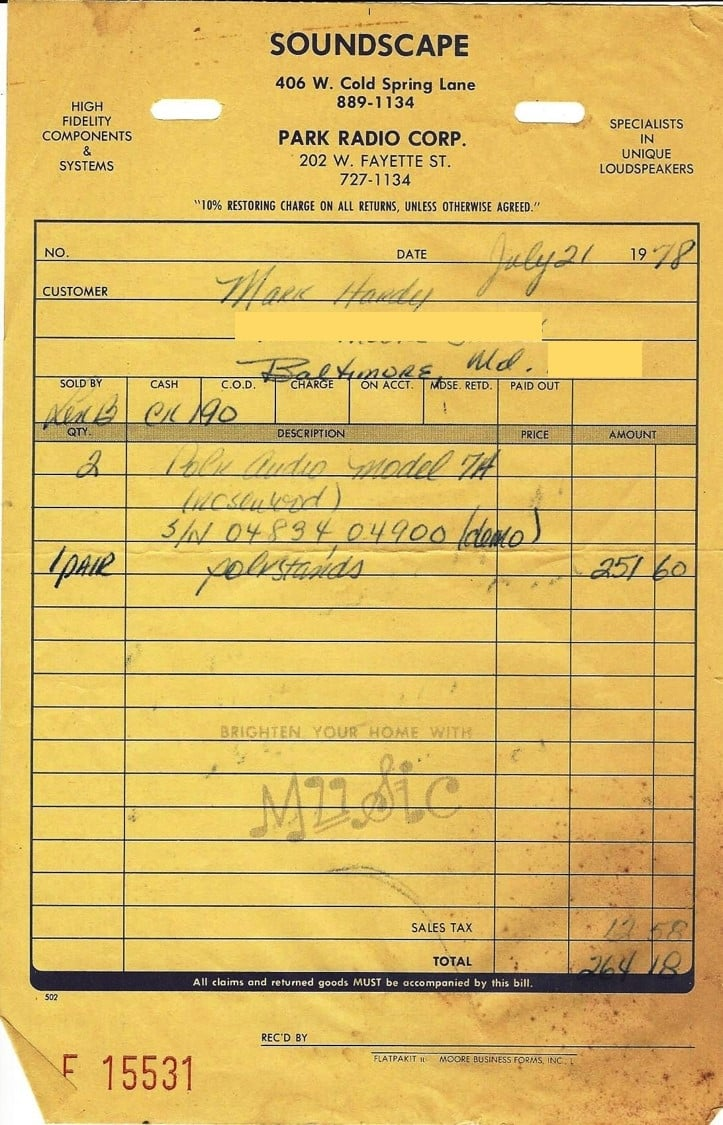 SOUNDSCAPE
406 W. Cold Spring Lane
889-1134
HIGH
FIDELITY
COMPONENTS
&
SYSTEMS
PARK RADIO CORP.
202 W. FAYETTE ST.
727-1134
SPECIALISTS
IN
UNIQUE
LOUDSPEAKERS
"10% RESTORING CHARGE ON ALL RETURNS, UNLESS OTHERWISE AGREED."
NO. DATE July 21 1978
CUSTOMER Mark Handy
Baltimore, Md.
SOLD BY CASH C.O.D. CHARGE ON ACCT. MDSE. RETD. PAID OUT
Len B CK 190
QTY. DESCRIPTION PRICE AMOUNT
2 Polk Audio Model 7A
(rosewood)
S/N 04834, 04900 (demo)
1 PAIR polkstands 251 60
BRIGHTEN YOUR HOME WITH
MUSIC
SALES TAX 12 58
TOTAL 264 18
All claims and returned goods MUST be accompanied by this bill.
502
REC'D BY
FLATPAKIT MOORE BUSINESS FORMS, INC.
E 15531